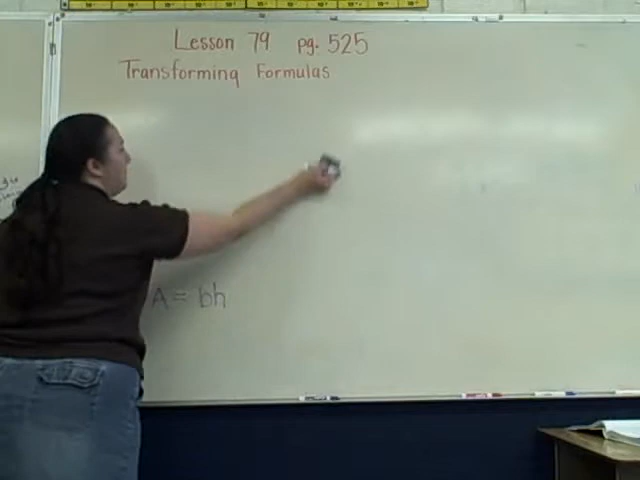 Lesson 79 pg. 525
Transforming Formulas
A = bh